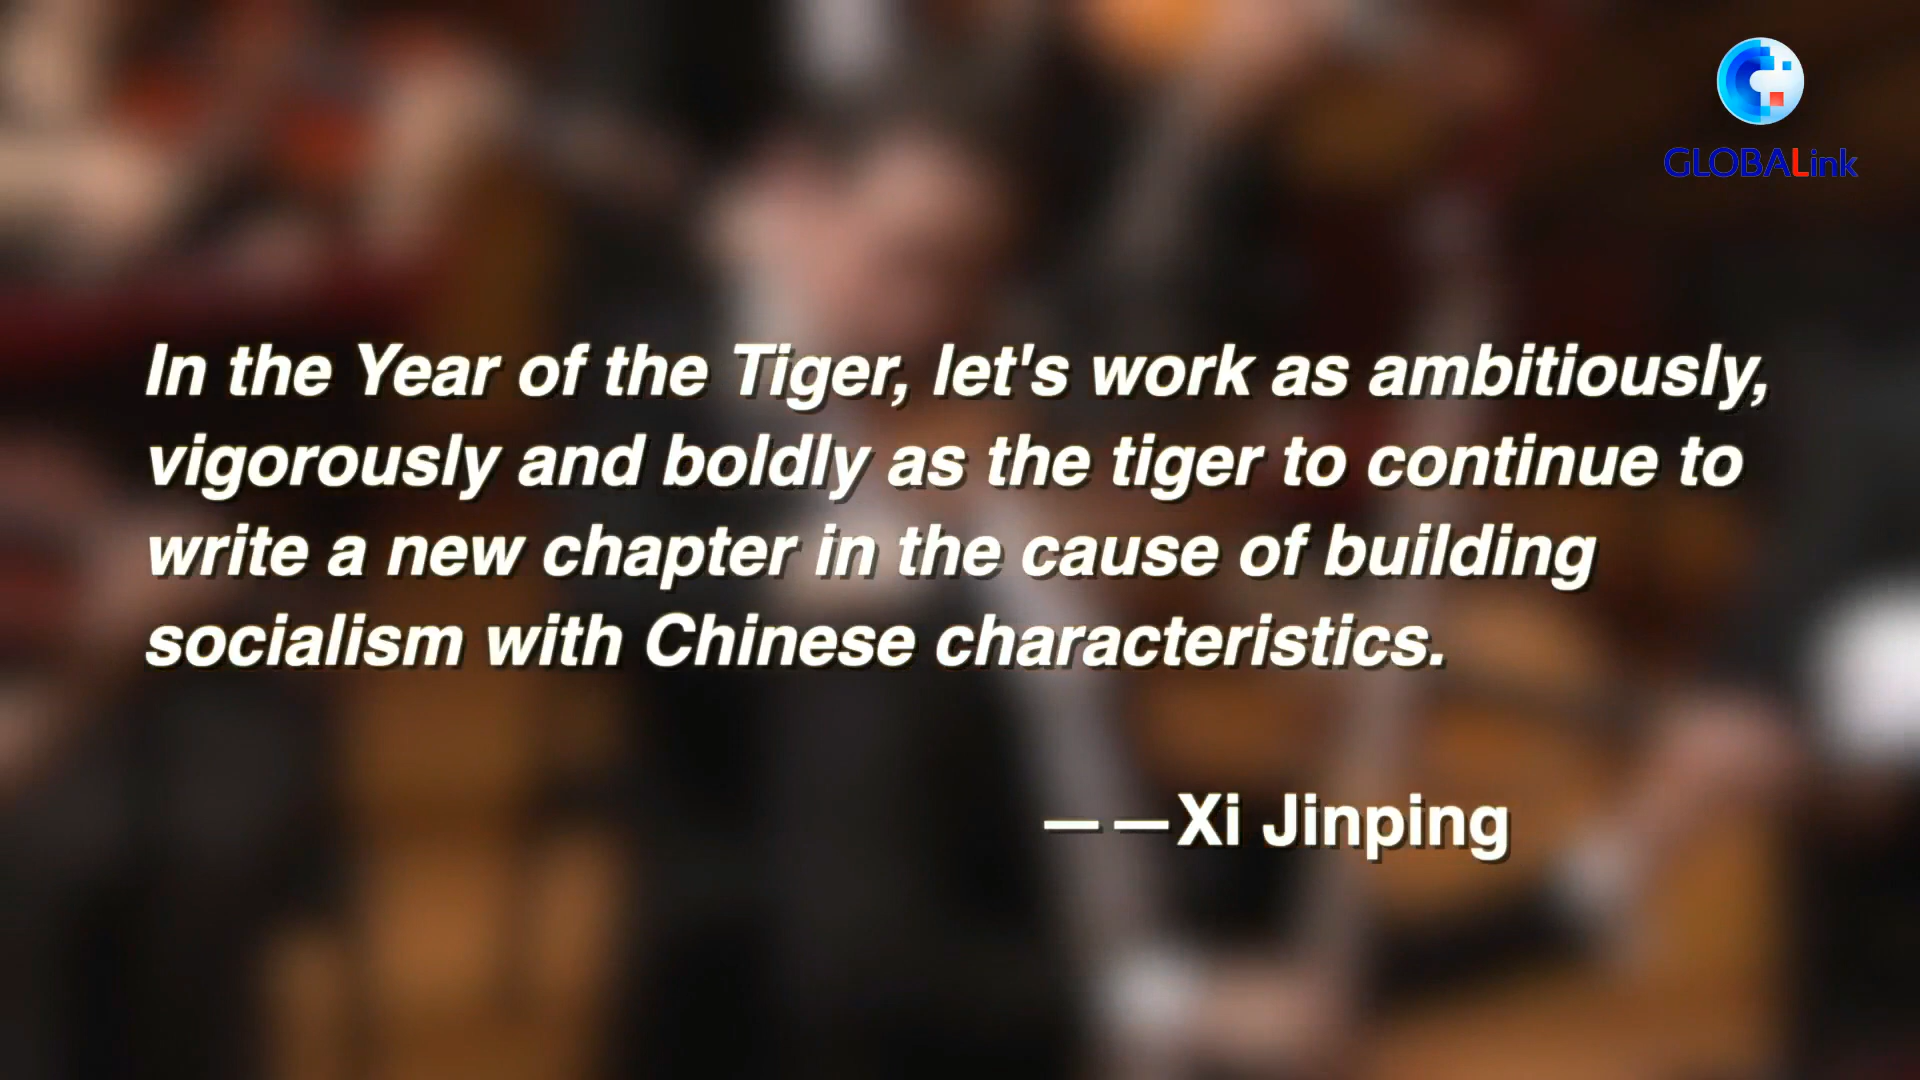 GLOBALink
In the Year of the Tiger, let's work as ambitiously,
vigorously and boldly as the tiger to continue to
write a new chapter in the cause of building
socialism with Chinese characteristics.
——Xi Jinping